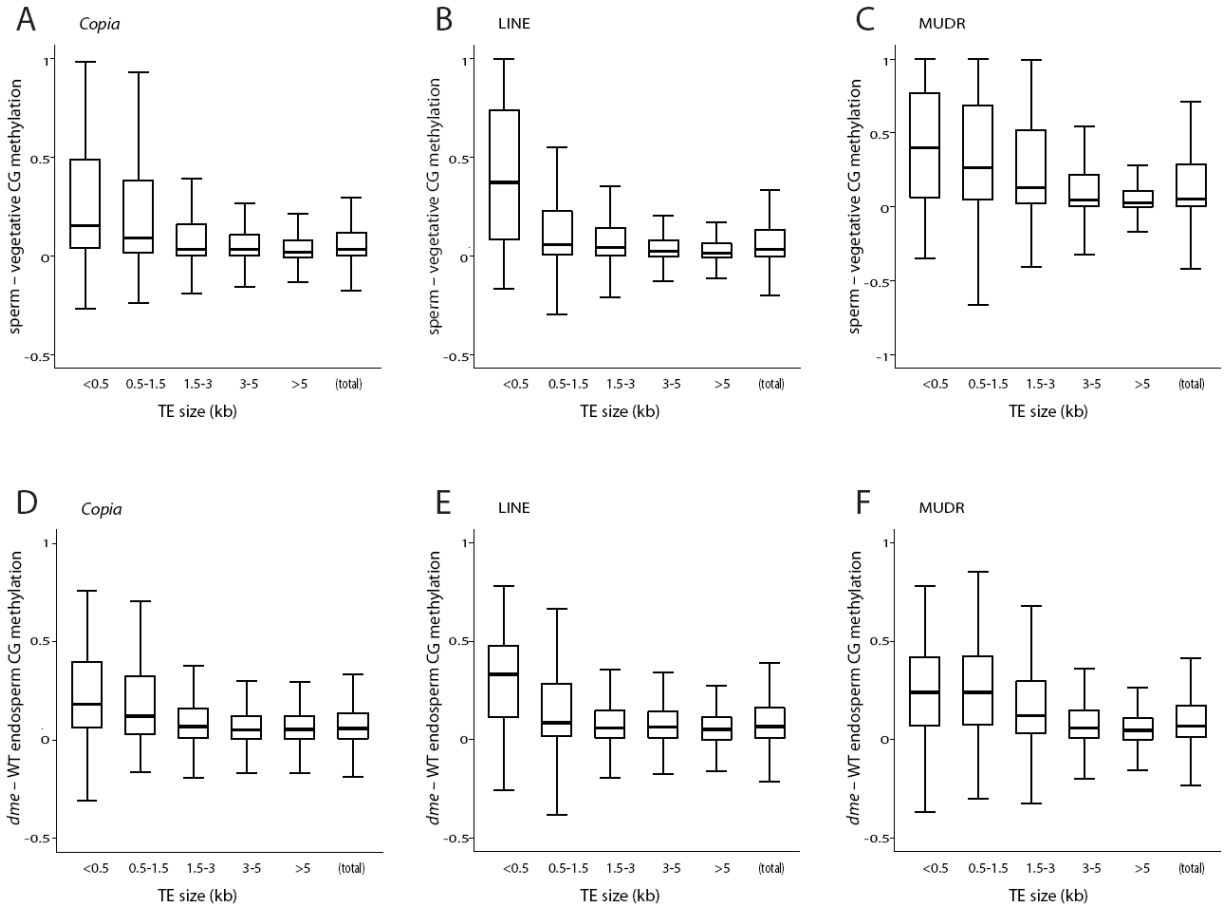 A Copia
sperm – vegetative CG methylation
1
0.5
0
-0.5
<0.5 0.5-1.5 1.5-3 3-5 >5 (total)
TE size (kb)
B LINE
sperm – vegetative CG methylation
1
0.5
0
-0.5
<0.5 0.5-1.5 1.5-3 3-5 >5 (total)
TE size (kb)
C MUDR
sperm – vegetative CG methylation
1
0.5
0
-0.5
-1
<0.5 0.5-1.5 1.5-3 3-5 >5 (total)
TE size (kb)
D Copia
dme – WT endosperm CG methylation
1
0.5
0
-0.5
<0.5 0.5-1.5 1.5-3 3-5 >5 (total)
TE size (kb)
E LINE
dme – WT endosperm CG methylation
1
0.5
0
-0.5
<0.5 0.5-1.5 1.5-3 3-5 >5 (total)
TE size (kb)
F MUDR
dme – WT endosperm CG methylation
1
0.5
0
-0.5
<0.5 0.5-1.5 1.5-3 3-5 >5 (total)
TE size (kb)